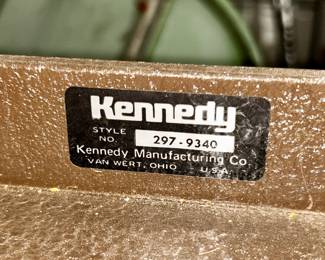 Kennedy
STYLE
NO. 297-9340
Kennedy Manufacturing Co.
VAN WERT, OHIO U.S.A.